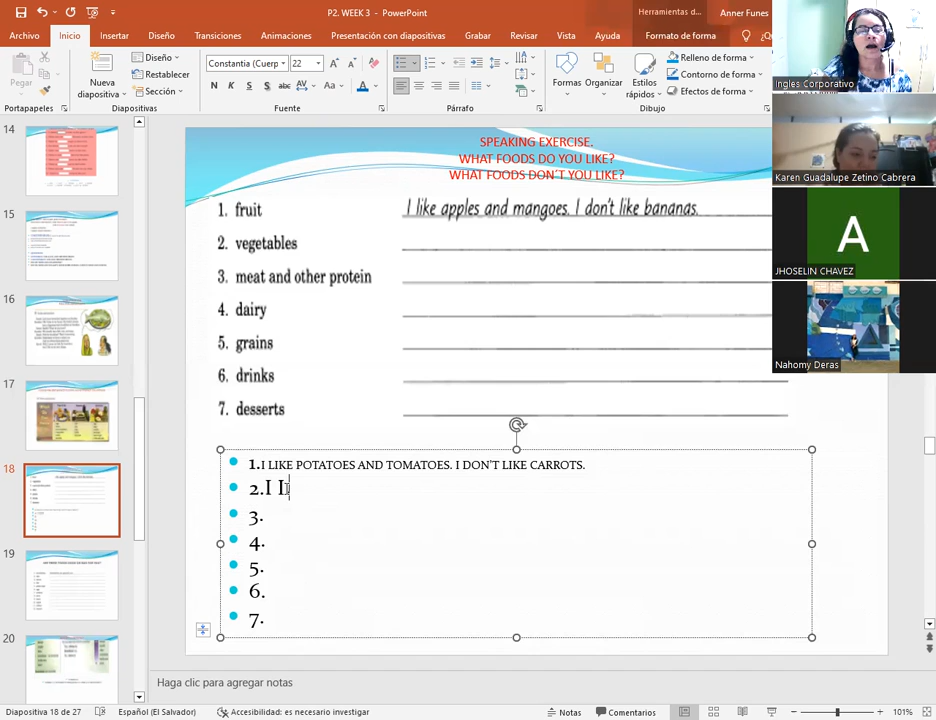 P2. WEEK 3 - PowerPoint
Herramientas d...
Anner Funes
Archivo
Inicio
Insertar
Diseño
Transiciones
Animaciones
Presentación con diapositivas
Grabar
Revisar
Vista
Ayuda
Formato de forma
Pegar
Nueva diapositiva
Diseño
Restablecer
Sección
Constantia (Cuerp
22
N K S abc AV Aa A
Formas
Organizar
Estilos rápidos
Relleno de forma
Contorno de forma
Efectos de forma
Portapapeles
Diapositivas
Fuente
Párrafo
Dibujo
Ingles Corporativo
Karen Guadalupe Zetino Cabrera
A
JHOSELIN CHAVEZ
Nahomy Deras
14
15
16
17
18
19
20
SPEAKING EXERCISE.
WHAT FOODS DO YOU LIKE?
WHAT FOODS DON'T YOU LIKE?
1. fruit I like apples and mangoes. I don't like bananas.
2. vegetables
3. meat and other protein
4. dairy
5. grains
6. drinks
7. desserts
1.I LIKE POTATOES AND TOMATOES. I DON'T LIKE CARROTS.
2.I I
3.
4.
5.
6.
7.
Haga clic para agregar notas
Diapositiva 18 de 27
Español (El Salvador)
Accesibilidad: es necesario investigar
Notas
Comentarios
101%